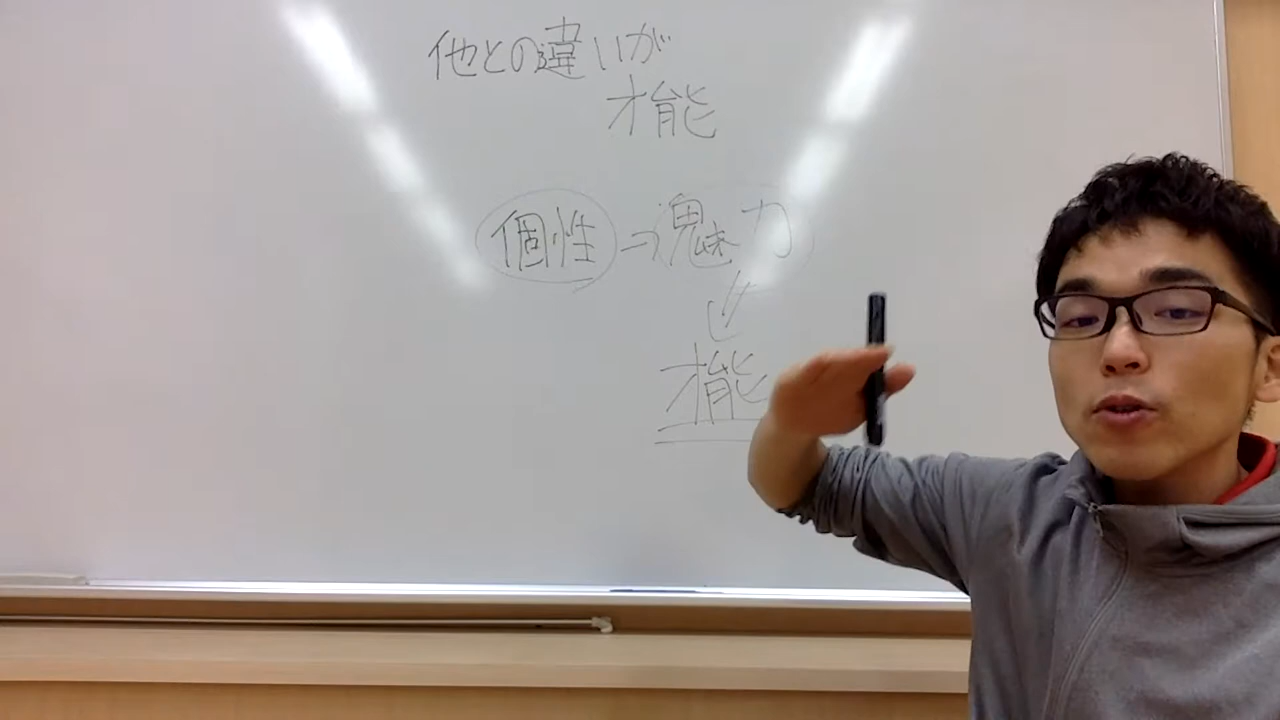 他との違いが
才能
個性⇒魅力
⇓
才能